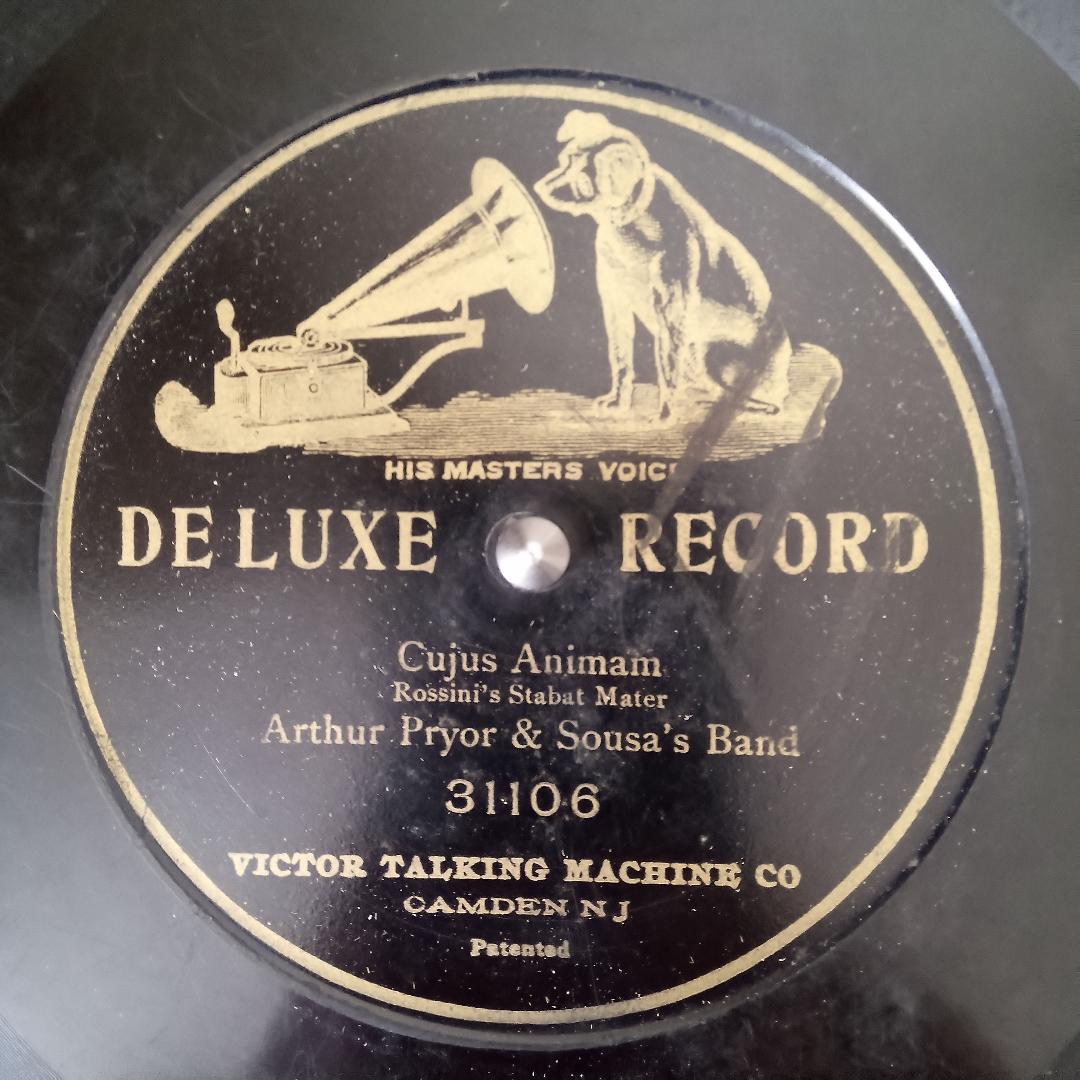 HIS MASTERS VOICE
DE LUXE RECORD
Cujus Animam
Rossini's Stabat Mater
Arthur Pryor & Sousa's Band
31106
VICTOR TALKING MACHINE CO
CAMDEN N J
Patented